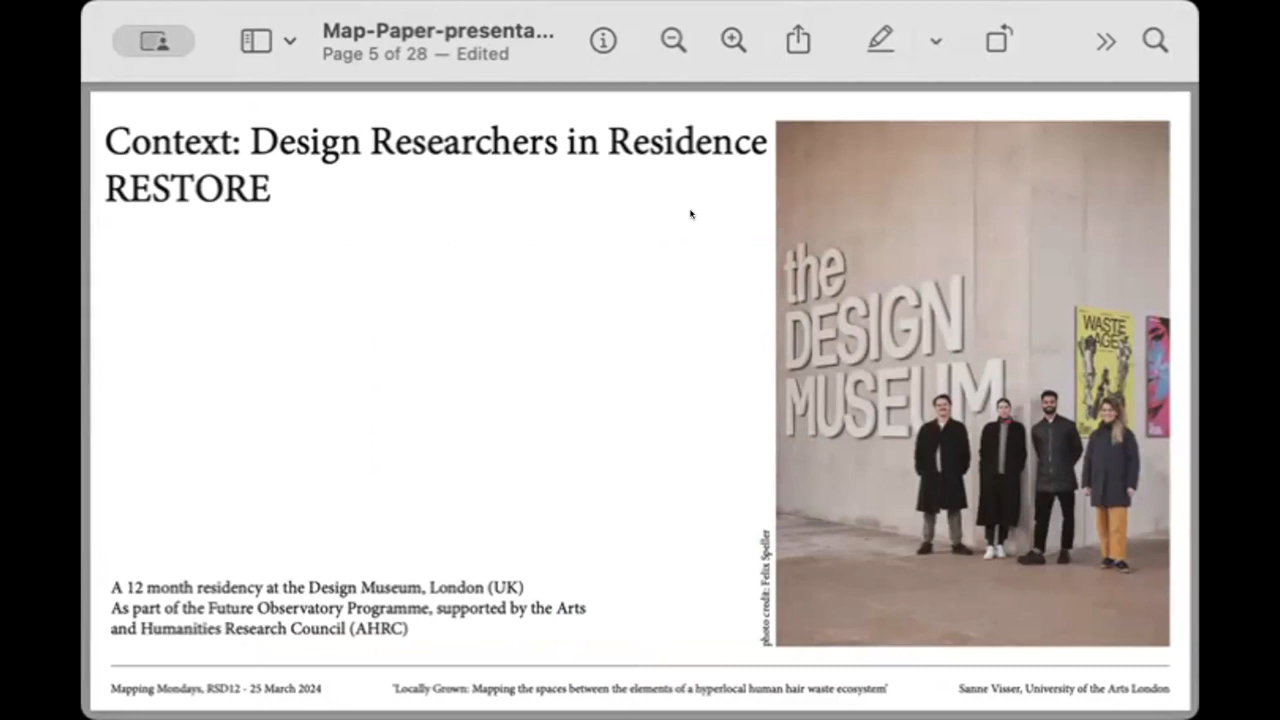 Map-Paper-presenta...
Page 5 of 28 — Edited
Context: Design Researchers in Residence
RESTORE
the
DESIGN
MUSEUM
WASTE
AGE
photo credit: Felix Speller
A 12 month residency at the Design Museum, London (UK)
As part of the Future Observatory Programme, supported by the Arts
and Humanities Research Council (AHRC)
Mapping Mondays, RSD12 - 25 March 2024
"Locally Grown: Mapping the spaces between the elements of a hyperlocal human hair waste ecosystem"
Sanne Visser, University of the Arts London